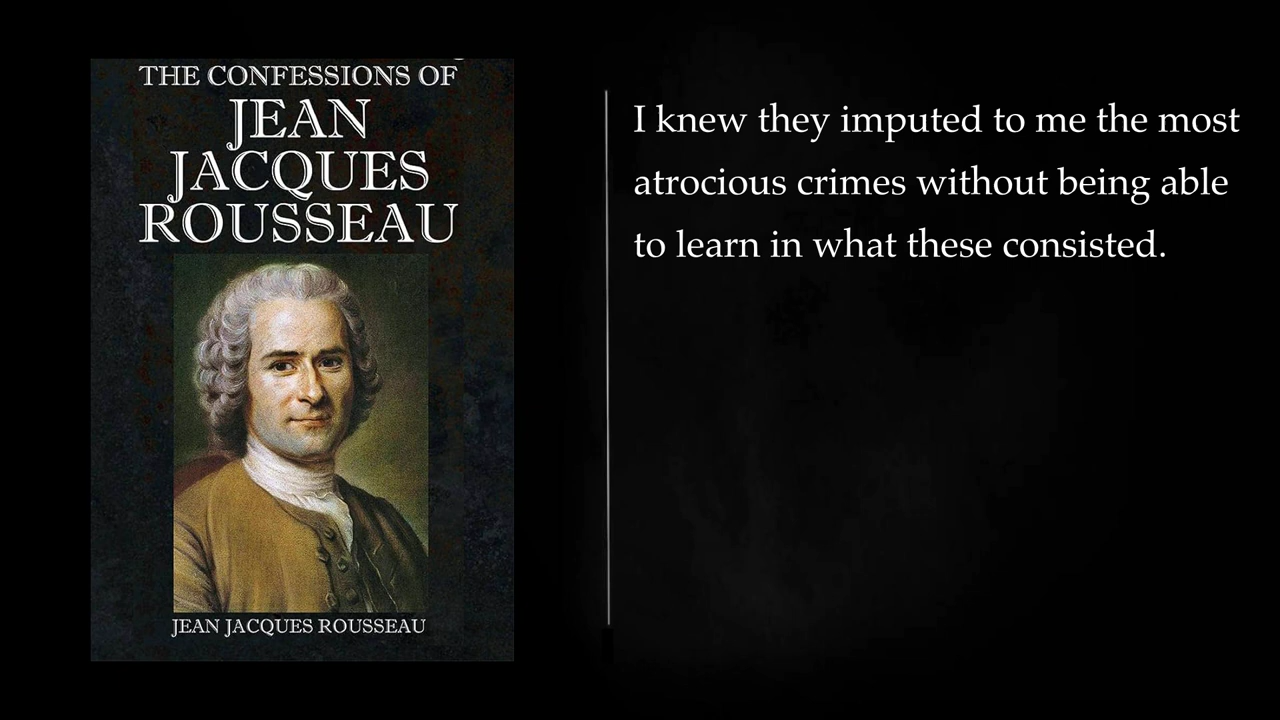 THE CONFESSIONS OF
JEAN
JACQUES
ROUSSEAU
JEAN JACQUES ROUSSEAU
I knew they imputed to me the most
atrocious crimes without being able
to learn in what these consisted.